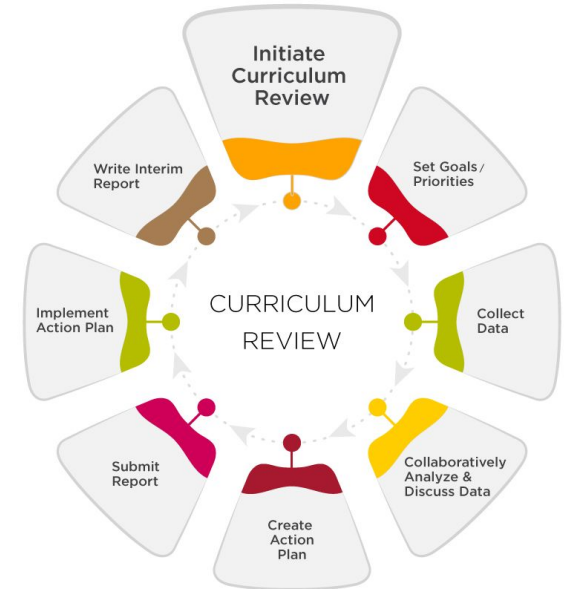 Initiate
Curriculum
Review
Set Goals/
Priorities
Collect
Data
Collaboratively
Analyze &
Discuss Data
Create
Action
Plan
Submit
Report
Implement
Action Plan
Write Interim
Report
CURRICULUM
REVIEW